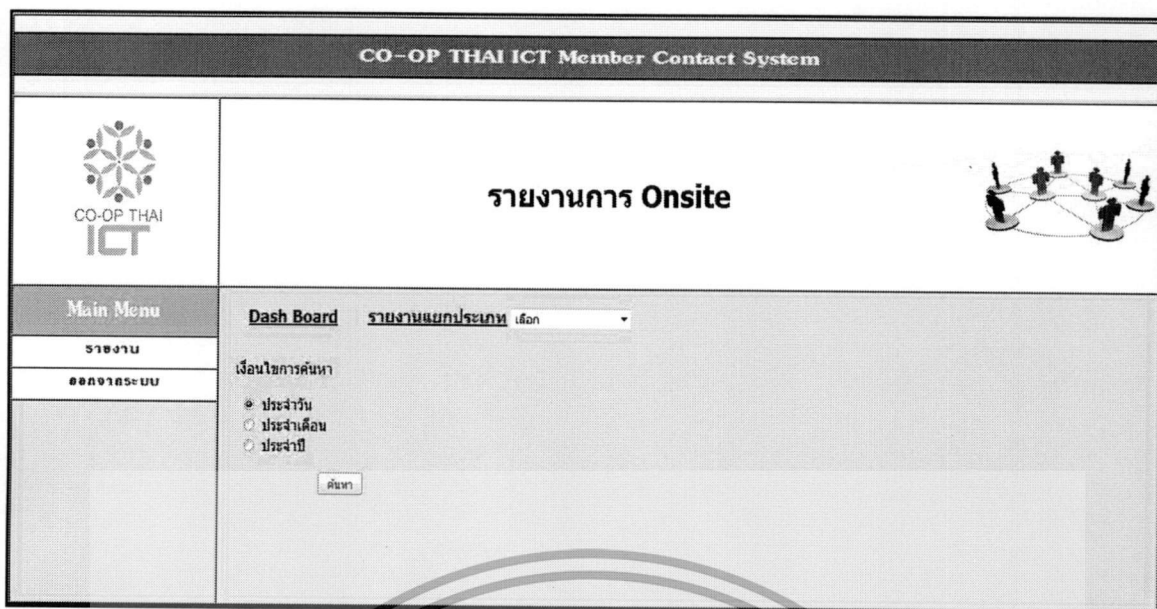 CO-OP THAI ICT Member Contact System
CO-OP THAI
ICT
รายงานการ Onsite
Main Menu
รายงาน
ออกจากระบบ
Dash Board รายงานแยกประเภท เลือก
เงื่อนไขการค้นหา
ประจำวัน
ประจำเดือน
ประจำปี
ค้นหา